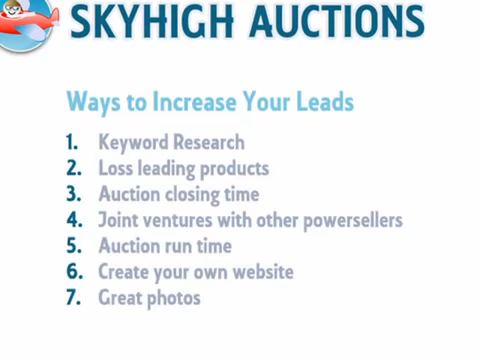 SKYHIGH AUCTIONS
Ways to Increase Your Leads
1. Keyword Research
2. Loss leading products
3. Auction closing time
4. Joint ventures with other powersellers
5. Auction run time
6. Create your own website
7. Great photos